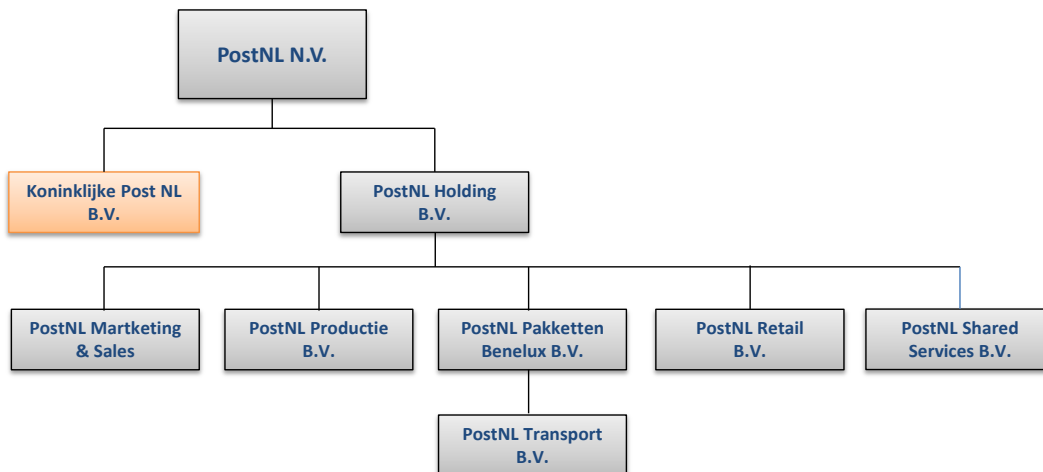 PostNL N.V.
Koninklijke Post NL
B.V.
PostNL Holding
B.V.
PostNL Martketing
& Sales
PostNL Productie
B.V.
PostNL Pakketten
Benelux B.V.
PostNL Retail
B.V.
PostNL Shared
Services B.V.
PostNL Transport
B.V.